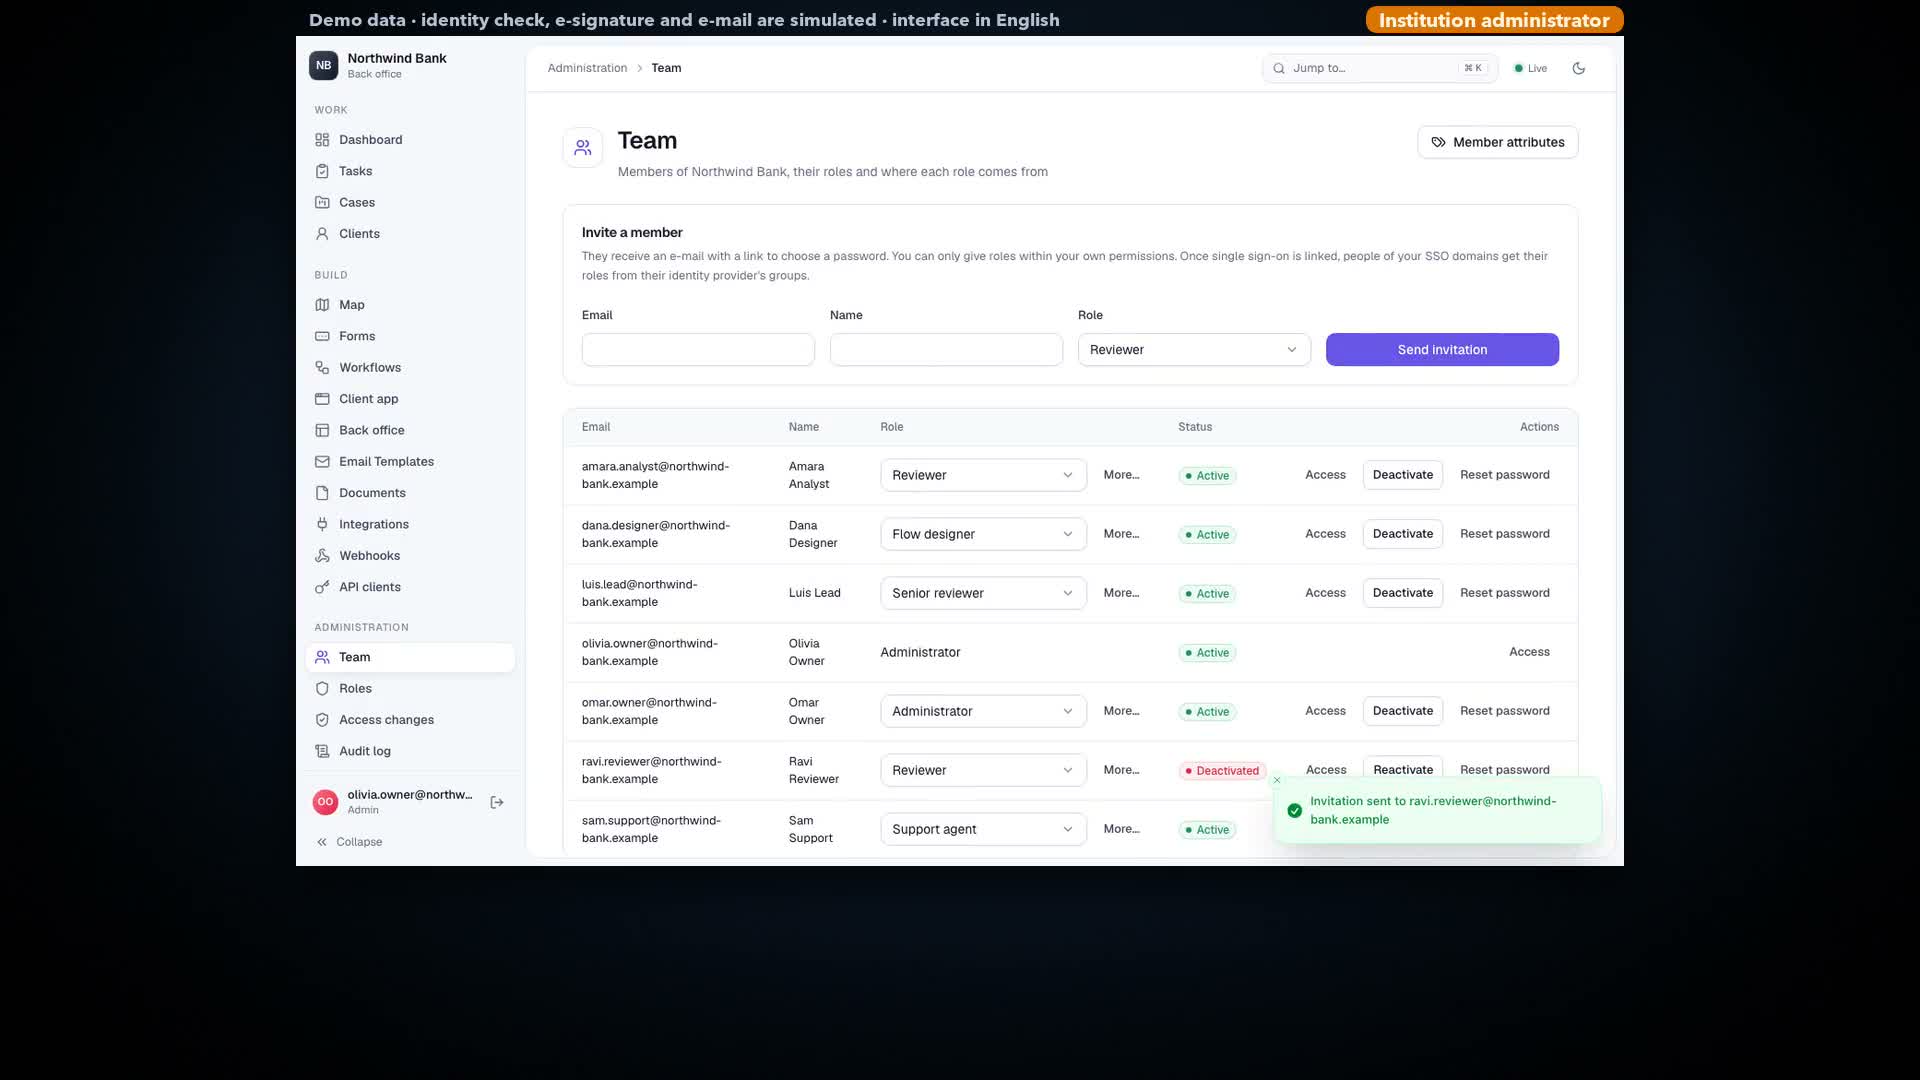 Demo data · identity check, e-signature and e-mail are simulated · interface in English
Institution administrator
NB
Northwind Bank
Back office
WORK
Dashboard
Tasks
Cases
Clients
BUILD
Map
Forms
Workflows
Client app
Back office
Email Templates
Documents
Integrations
Webhooks
API clients
ADMINISTRATION
Team
Roles
Access changes
Audit log
OO
olivia.owner@northw...
Admin
Collapse
Administration > Team
Jump to...
⌘ K
Live
Team
Members of Northwind Bank, their roles and where each role comes from
Member attributes
Invite a member
They receive an e-mail with a link to choose a password. You can only give roles within your own permissions. Once single sign-on is linked, people of your SSO domains get their
roles from their identity provider's groups.
Email Name Role
Reviewer
Send invitation
Email Name Role Status Actions
amara.analyst@northwind-
bank.example
Amara
Analyst
Reviewer More... Active Access Deactivate Reset password
dana.designer@northwind-
bank.example
Dana
Designer
Flow designer More... Active Access Deactivate Reset password
luis.lead@northwind-
bank.example
Luis Lead
Senior reviewer More... Active Access Deactivate Reset password
olivia.owner@northwind-
bank.example
Olivia
Owner
Administrator Active Access
omar.owner@northwind-
bank.example
Omar
Owner
Administrator More... Active Access Deactivate Reset password
ravi.reviewer@northwind-
bank.example
Ravi
Reviewer
Reviewer More... Deactivated Access Reactivate Reset password
sam.support@northwind-
bank.example
Sam
Support
Support agent More... Active
Invitation sent to ravi.reviewer@northwind-
bank.example